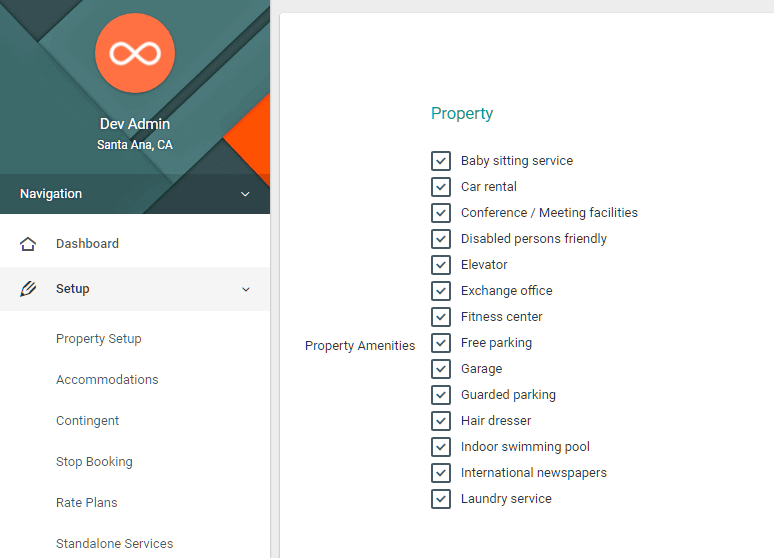 Dev Admin
Santa Ana, CA
Navigation
Dashboard
Setup
Property Setup
Accommodations
Contingent
Stop Booking
Rate Plans
Standalone Services
Property
Property Amenities
Baby sitting service
Car rental
Conference / Meeting facilities
Disabled persons friendly
Elevator
Exchange office
Fitness center
Free parking
Garage
Guarded parking
Hair dresser
Indoor swimming pool
International newspapers
Laundry service